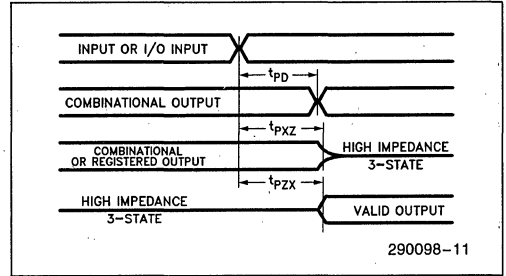 INPUT OR I/O INPUT
tPD
COMBINATIONAL OUTPUT
tPXZ
COMBINATIONAL
OR REGISTERED OUTPUT
HIGH IMPEDANCE
3-STATE
tPZX
HIGH IMPEDANCE
3-STATE
VALID OUTPUT
290098-11